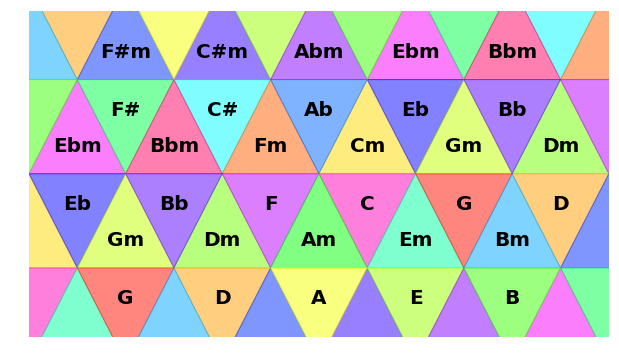 F#m C#m Abm Ebm Bbm
F# C# Ab Eb Bb
Ebm Bbm Fm Cm Gm Dm
Eb Bb F C G D
Gm Dm Am Em Bm
G D A E B